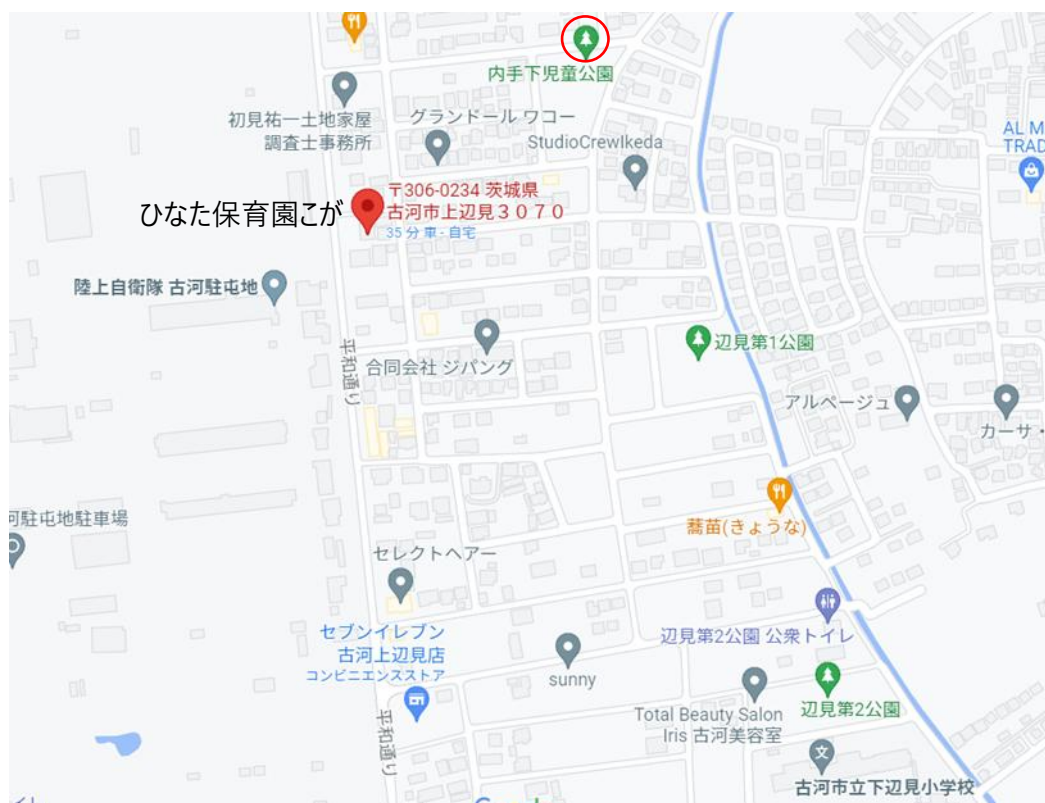 内手下児童公園
初見祐一土地家屋
調査士事務所
グランドール ワコー
StudioCrewIkeda
AL M
TRAD
ひなた保育園こが
〒306-0234 茨城県
古河市上辺見3070
35 分 車 - 自宅
陸上自衛隊 古河駐屯地
平和通り
合同会社 ジパング
辺見第1公園
アルページュ
カーサ・
河駐屯地駐車場
蕎苗(きょうな)
セレクトヘアー
セブンイレブン
古河上辺見店
コンビニエンスストア
辺見第2公園 公衆トイレ
sunny
Total Beauty Salon
Iris 古河美容室
辺見第2公園
平和通り
古河市立下辺見小学校